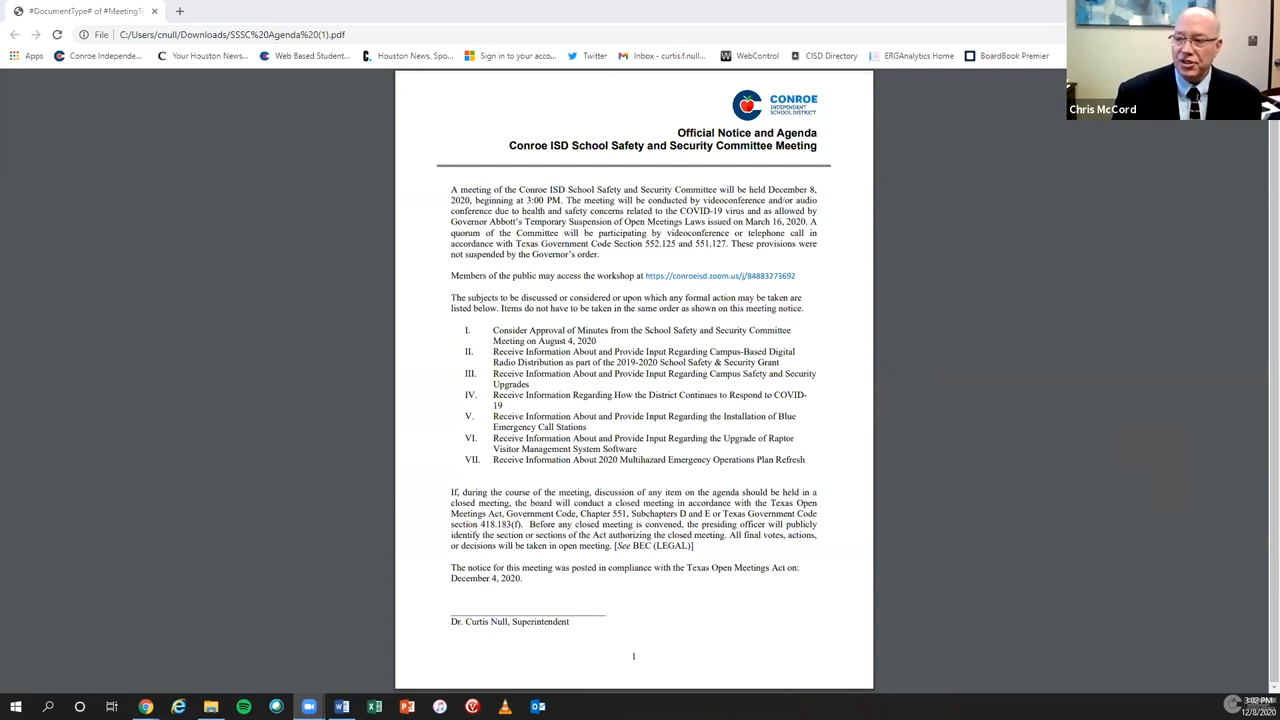 #DocumentType# of #MeetingTy
File
C:/Users/cnull/Downloads/SSSC%20Agenda%20(1).pdf
Apps
Conroe Independe...
Your Houston News...
Web Based Student...
Houston News, Spo...
Sign in to your acco...
Twitter
Inbox - curtis.f.null...
WebControl
CISD Directory
ERGAnalytics Home
BoardBook Premier
Chris McCord
CONROE
INDEPENDENT
SCHOOL DISTRICT
Official Notice and Agenda
Conroe ISD School Safety and Security Committee Meeting
A meeting of the Conroe ISD School Safety and Security Committee will be held December 8,
2020, beginning at 3:00 PM. The meeting will be conducted by videoconference and/or audio
conference due to health and safety concerns related to the COVID-19 virus and as allowed by
Governor Abbott's Temporary Suspension of Open Meetings Laws issued on March 16, 2020. A
quorum of the Committee will be participating by videoconference or telephone call in
accordance with Texas Government Code Section 552.125 and 551.127. These provisions were
not suspended by the Governor's order.
Members of the public may access the workshop at https://conroeisd.zoom.us/j/84883273692
The subjects to be discussed or considered or upon which any formal action may be taken are
listed below. Items do not have to be taken in the same order as shown on this meeting notice.
I. Consider Approval of Minutes from the School Safety and Security Committee
Meeting on August 4, 2020
II. Receive Information About and Provide Input Regarding Campus-Based Digital
Radio Distribution as part of the 2019-2020 School Safety & Security Grant
III. Receive Information About and Provide Input Regarding Campus Safety and Security
Upgrades
IV. Receive Information Regarding How the District Continues to Respond to COVID-
19
V. Receive Information About and Provide Input Regarding the Installation of Blue
Emergency Call Stations
VI. Receive Information About and Provide Input Regarding the Upgrade of Raptor
Visitor Management System Software
VII. Receive Information About 2020 Multihazard Emergency Operations Plan Refresh
If, during the course of the meeting, discussion of any item on the agenda should be held in a
closed meeting, the board will conduct a closed meeting in accordance with the Texas Open
Meetings Act, Government Code, Chapter 551, Subchapters D and E or Texas Government Code
section 418.183(f). Before any closed meeting is convened, the presiding officer will publicly
identify the section or sections of the Act authorizing the closed meeting. All final votes, actions,
or decisions will be taken in open meeting. [See BEC (LEGAL)]
The notice for this meeting was posted in compliance with the Texas Open Meetings Act on:
December 4, 2020.
Dr. Curtis Null, Superintendent
1
3:02 PM
12/8/2020